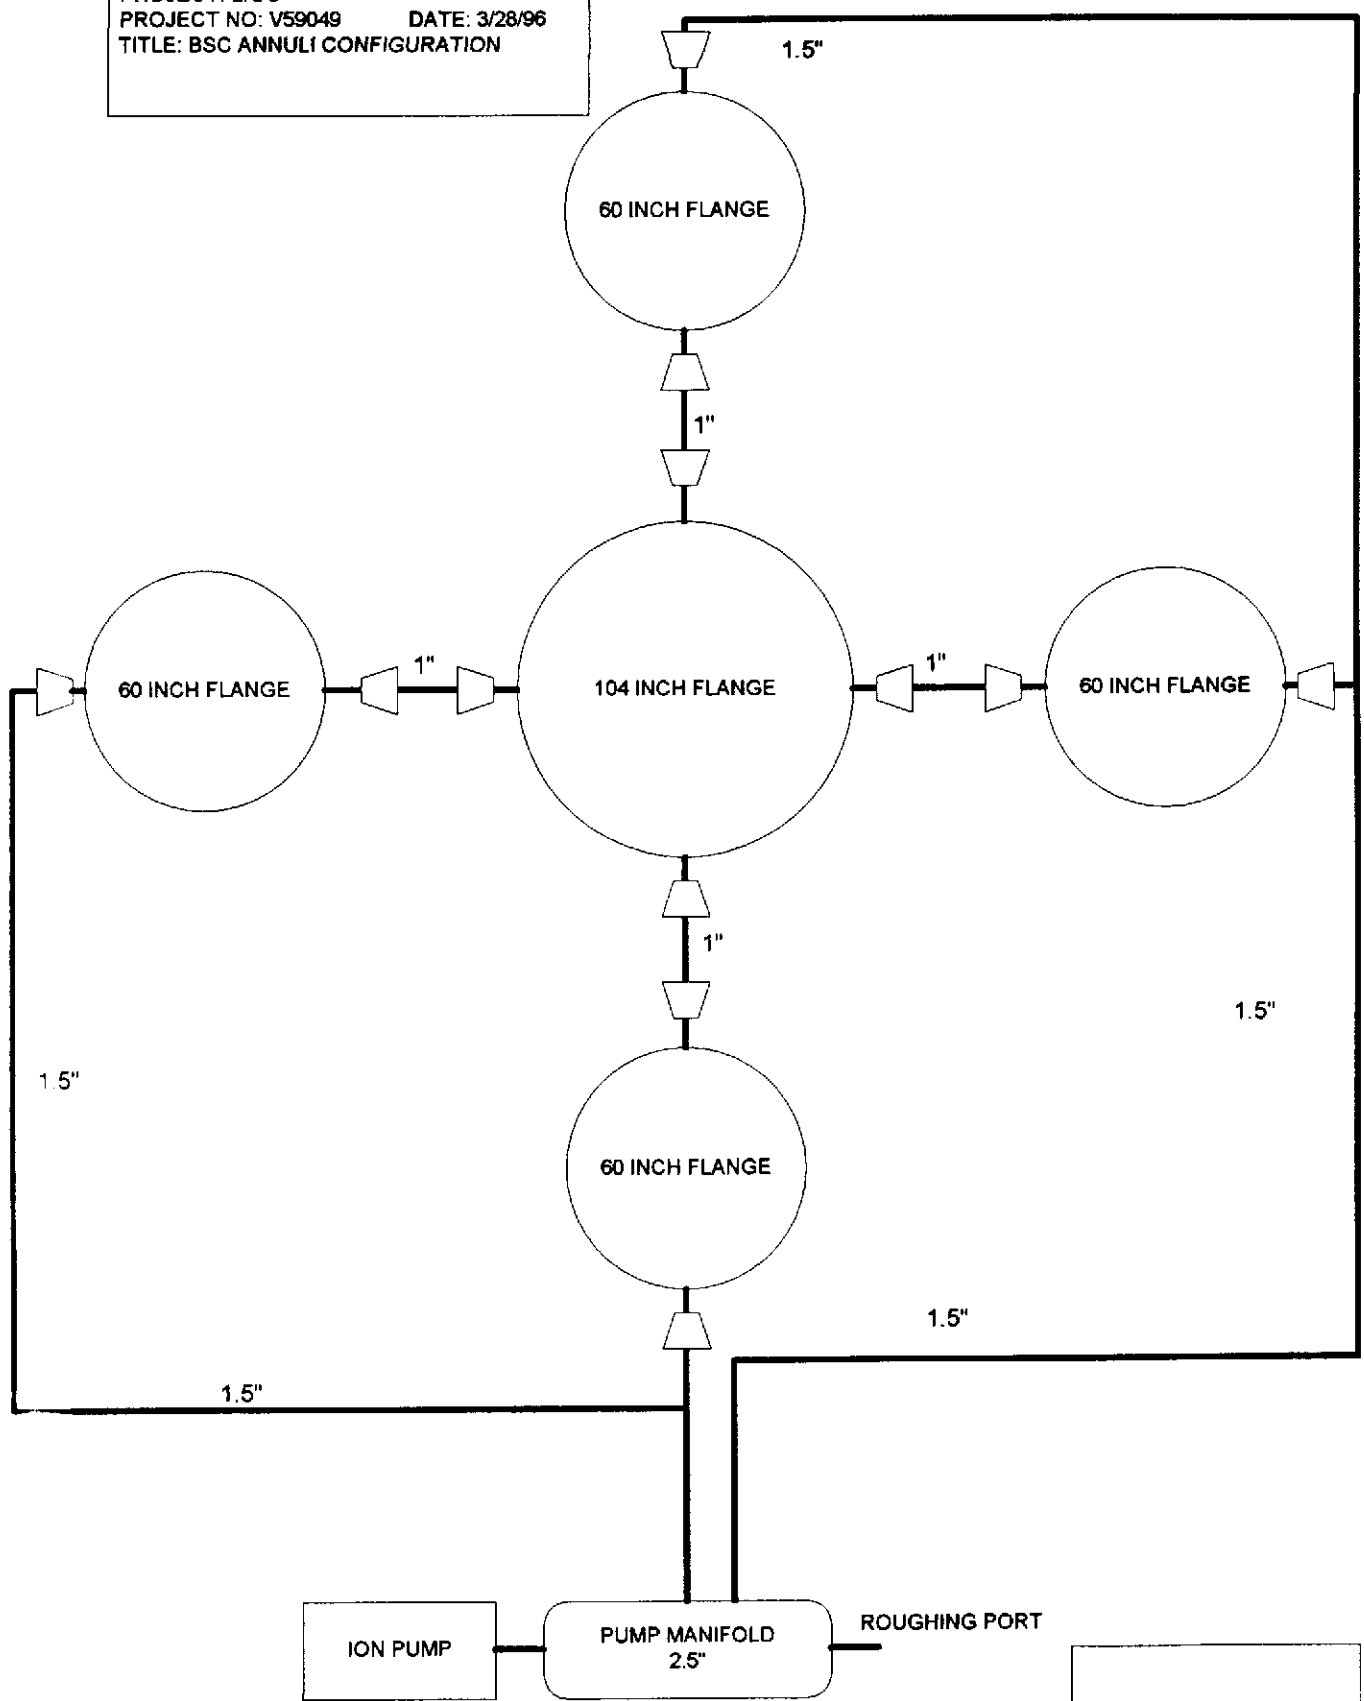 PROJECT NO: V59049 DATE: 3/28/96
TITLE: BSC ANNULI CONFIGURATION
1.5"
60 INCH FLANGE
1"
60 INCH FLANGE
1"
104 INCH FLANGE
1"
60 INCH FLANGE
1"
1.5"
1.5"
60 INCH FLANGE
1.5"
1.5"
ION PUMP
PUMP MANIFOLD
2.5"
ROUGHING PORT